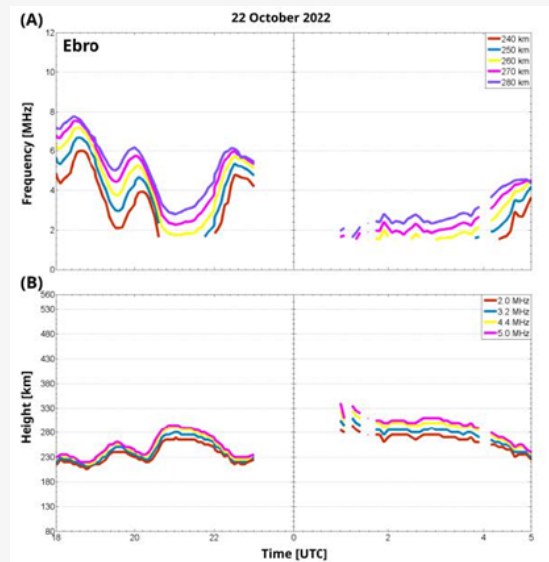 22 October 2022
(A)
Ebro
12
10
8
6
4
2
0
Frequency [MHz]
240 km
250 km
260 km
270 km
280 km
(B)
560
530
480
430
380
330
280
230
180
130
80
Height [km]
2.0 MHz
3.2 MHz
4.4 MHz
5.0 MHz
18 20 22 0 2 4 5
Time [UTC]